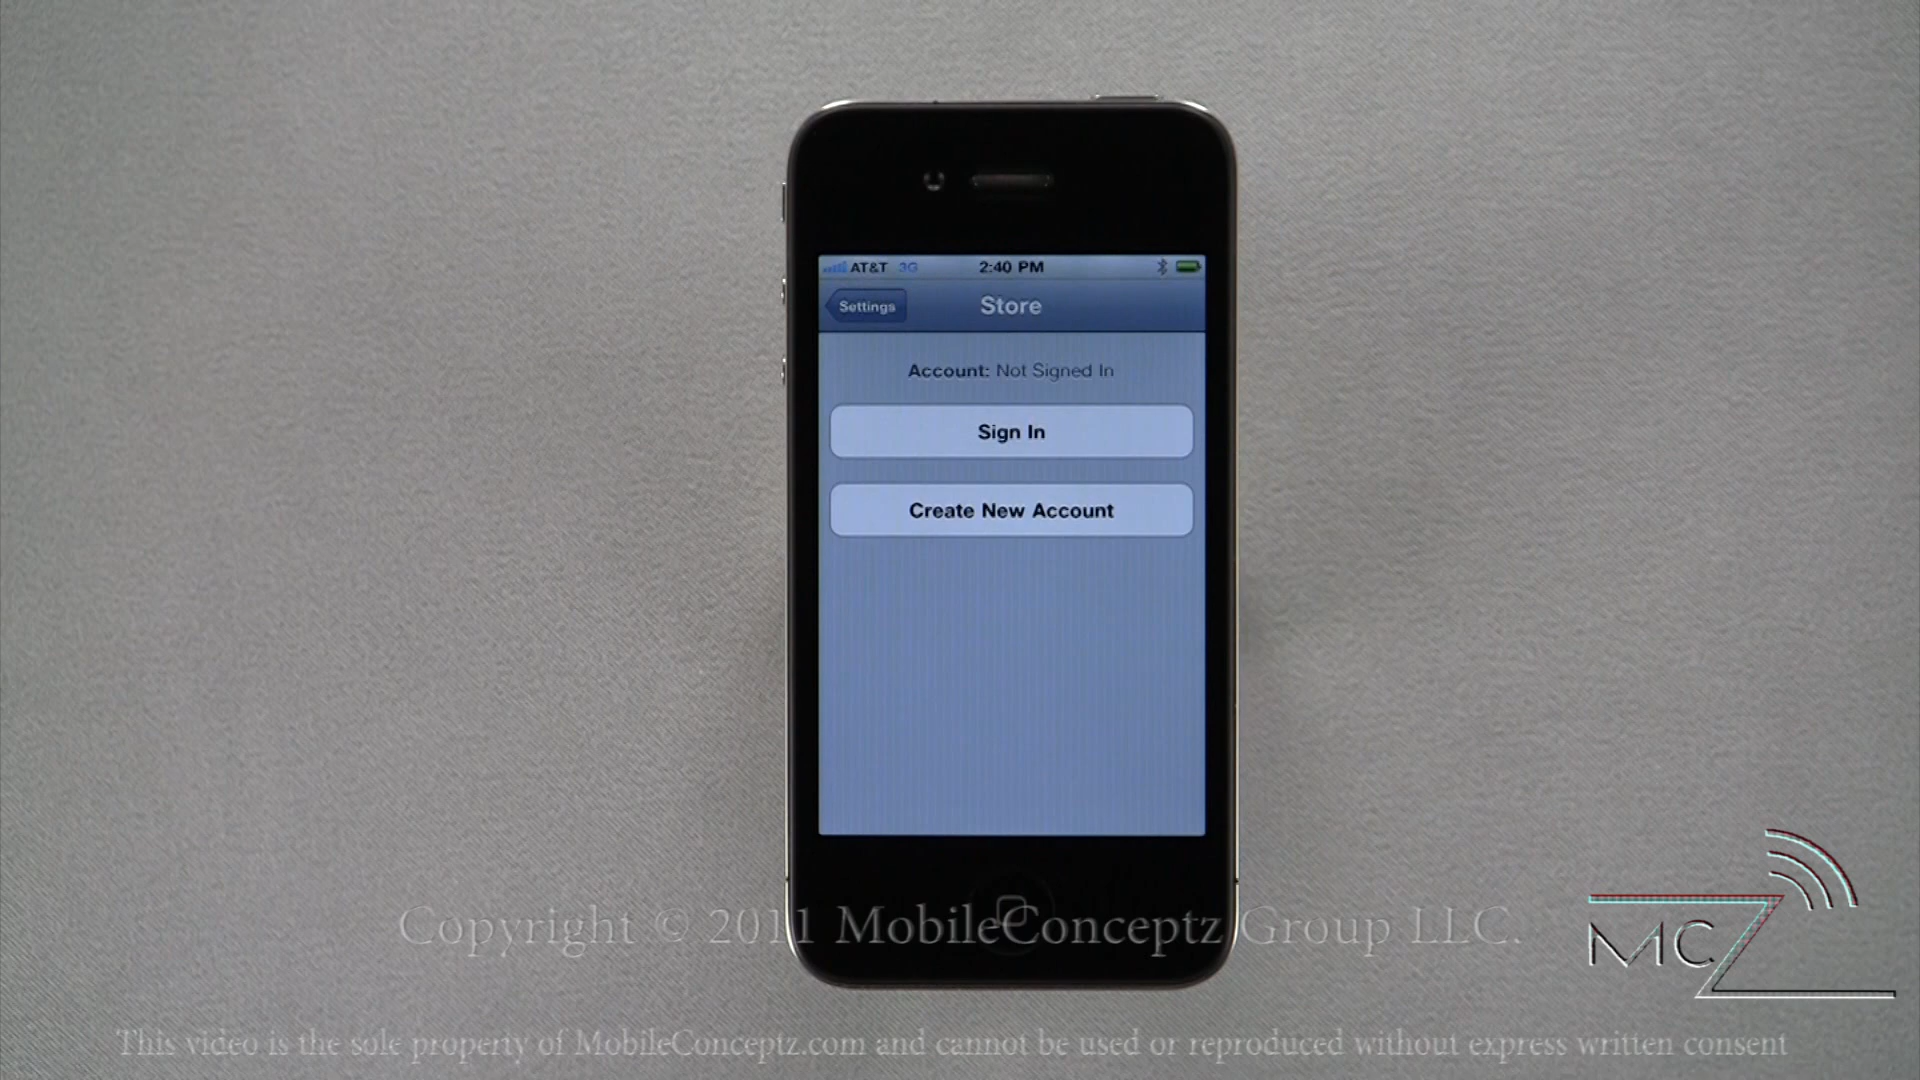 AT&T 3G 2:40 PM
Settings Store
Account: Not Signed In
Sign In
Create New Account
Copyright © 2011 MobileConceptz Group LLC.
MCZ
This video is the sole property of MobileConceptz.com and cannot be used or reproduced without express written consent